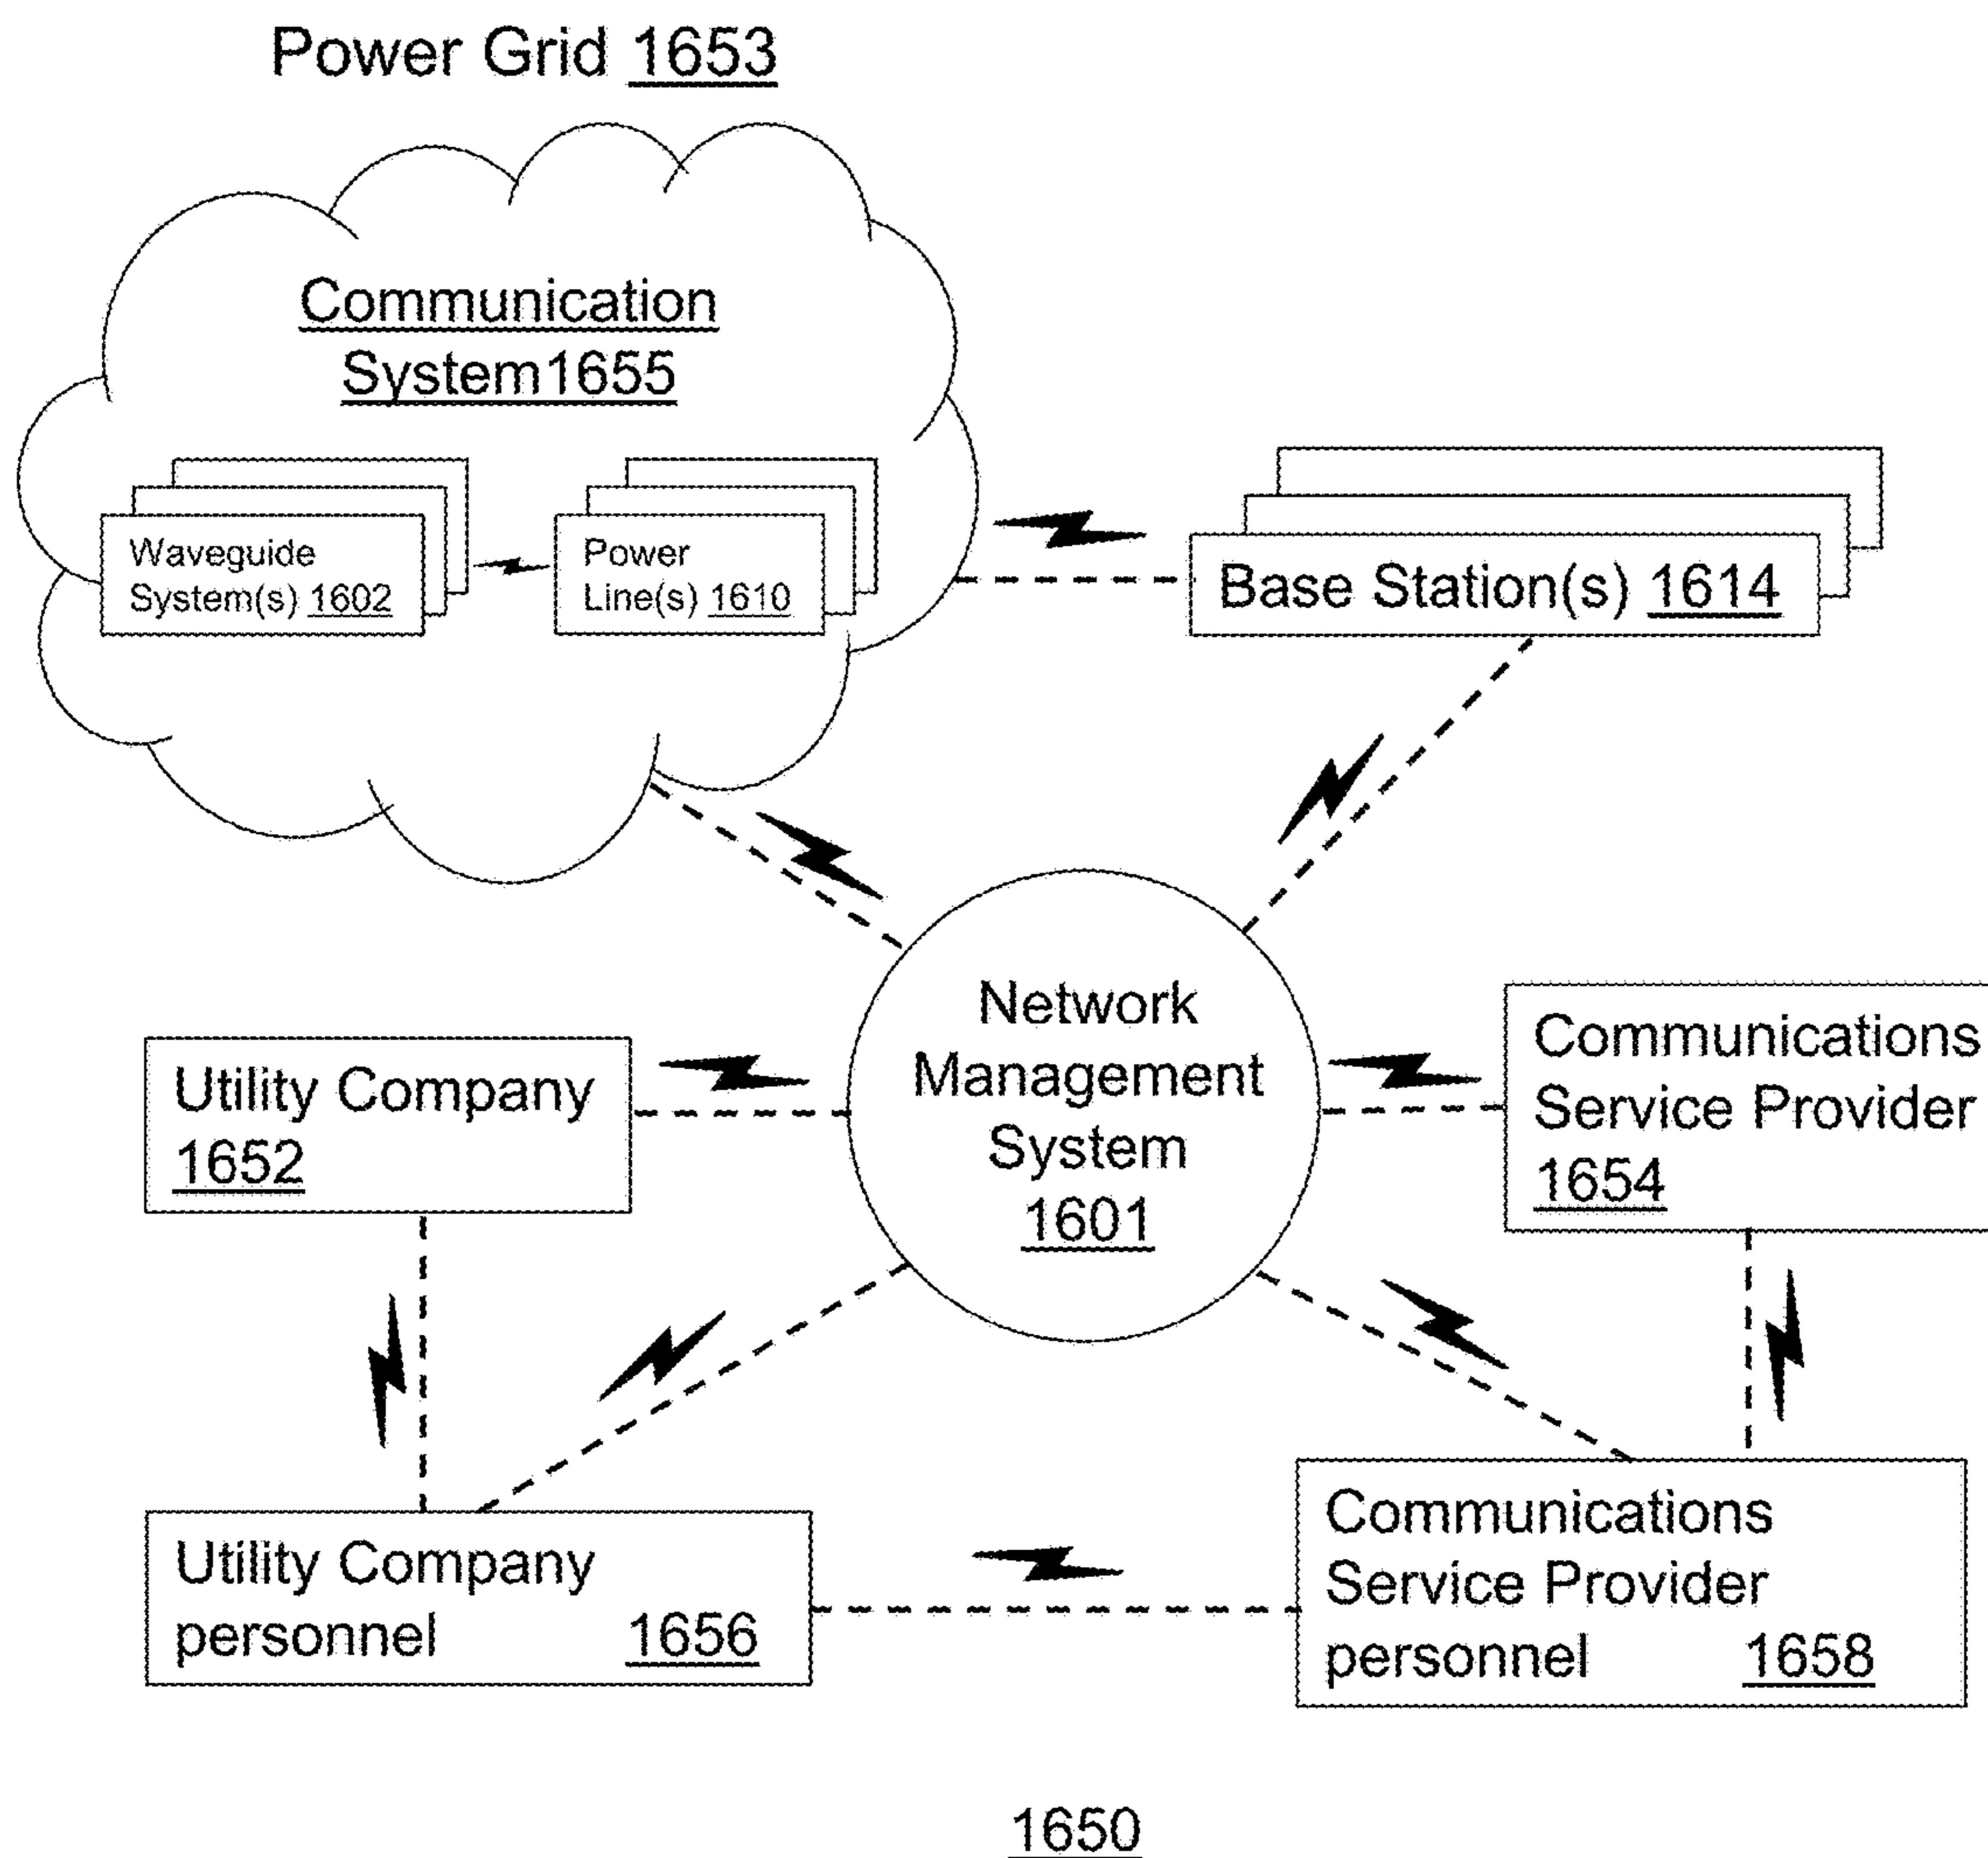 Power Grid 1653
Communication
System1655
Waveguide
System(s) 1602
Power
Line(s) 1610
Base Station(s) 1614
Network
Management
System
1601
Utility Company
1652
Communications
Service Provider
1654
Utility Company
personnel 1656
Communications
Service Provider
personnel 1658
1650